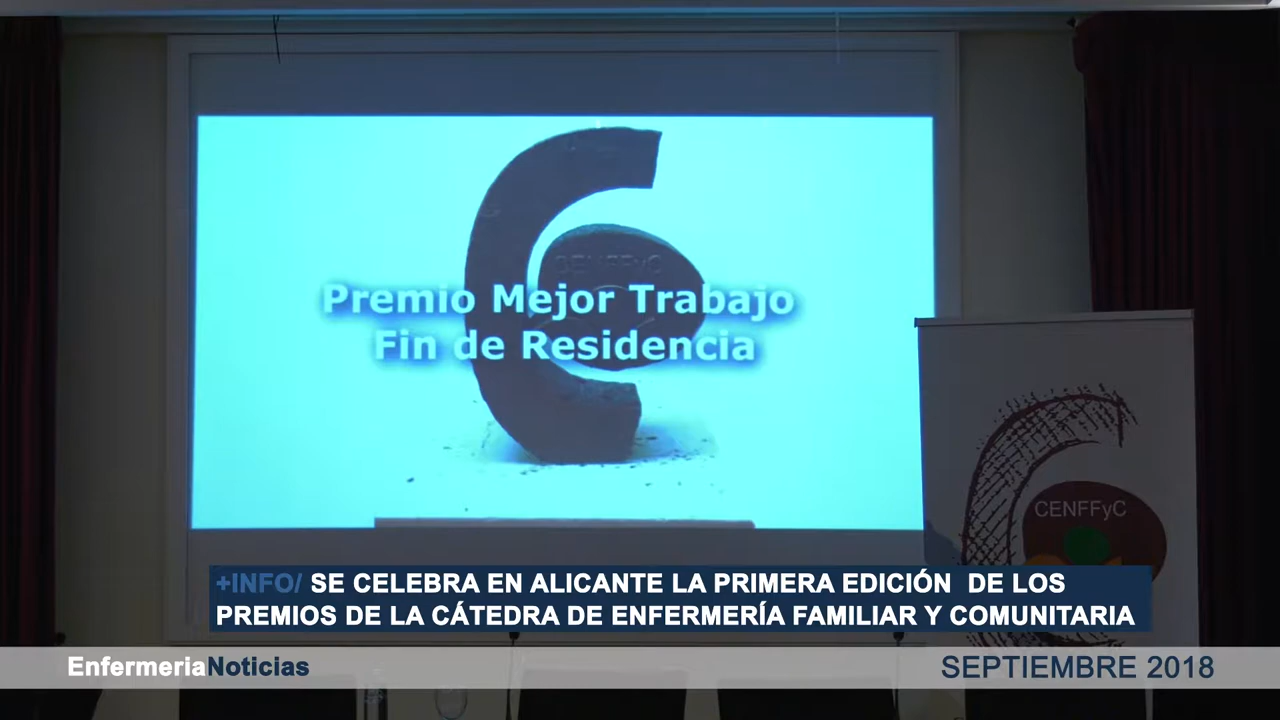 CENFFyC
Premio Mejor Trabajo
Fin de Residencia
CENFFyC
+INFO/ SE CELEBRA EN ALICANTE LA PRIMERA EDICIÓN DE LOS
PREMIOS DE LA CÁTEDRA DE ENFERMERÍA FAMILIAR Y COMUNITARIA
EnfermeriaNoticias
SEPTIEMBRE 2018